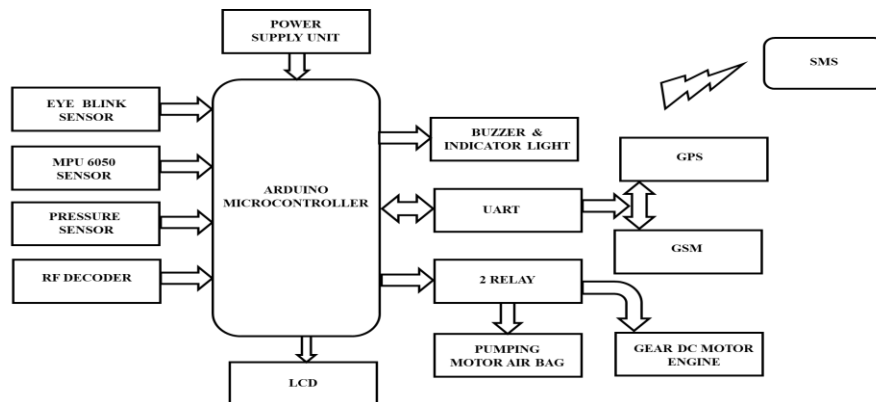 POWER
SUPPLY UNIT
SMS
EYE BLINK
SENSOR
BUZZER &
INDICATOR LIGHT
GPS
MPU 6050
SENSOR
ARDUINO
MICROCONTROLLER
UART
PRESSURE
SENSOR
GSM
RF DECODER
2 RELAY
PUMPING
MOTOR AIR BAG
GEAR DC MOTOR
ENGINE
LCD